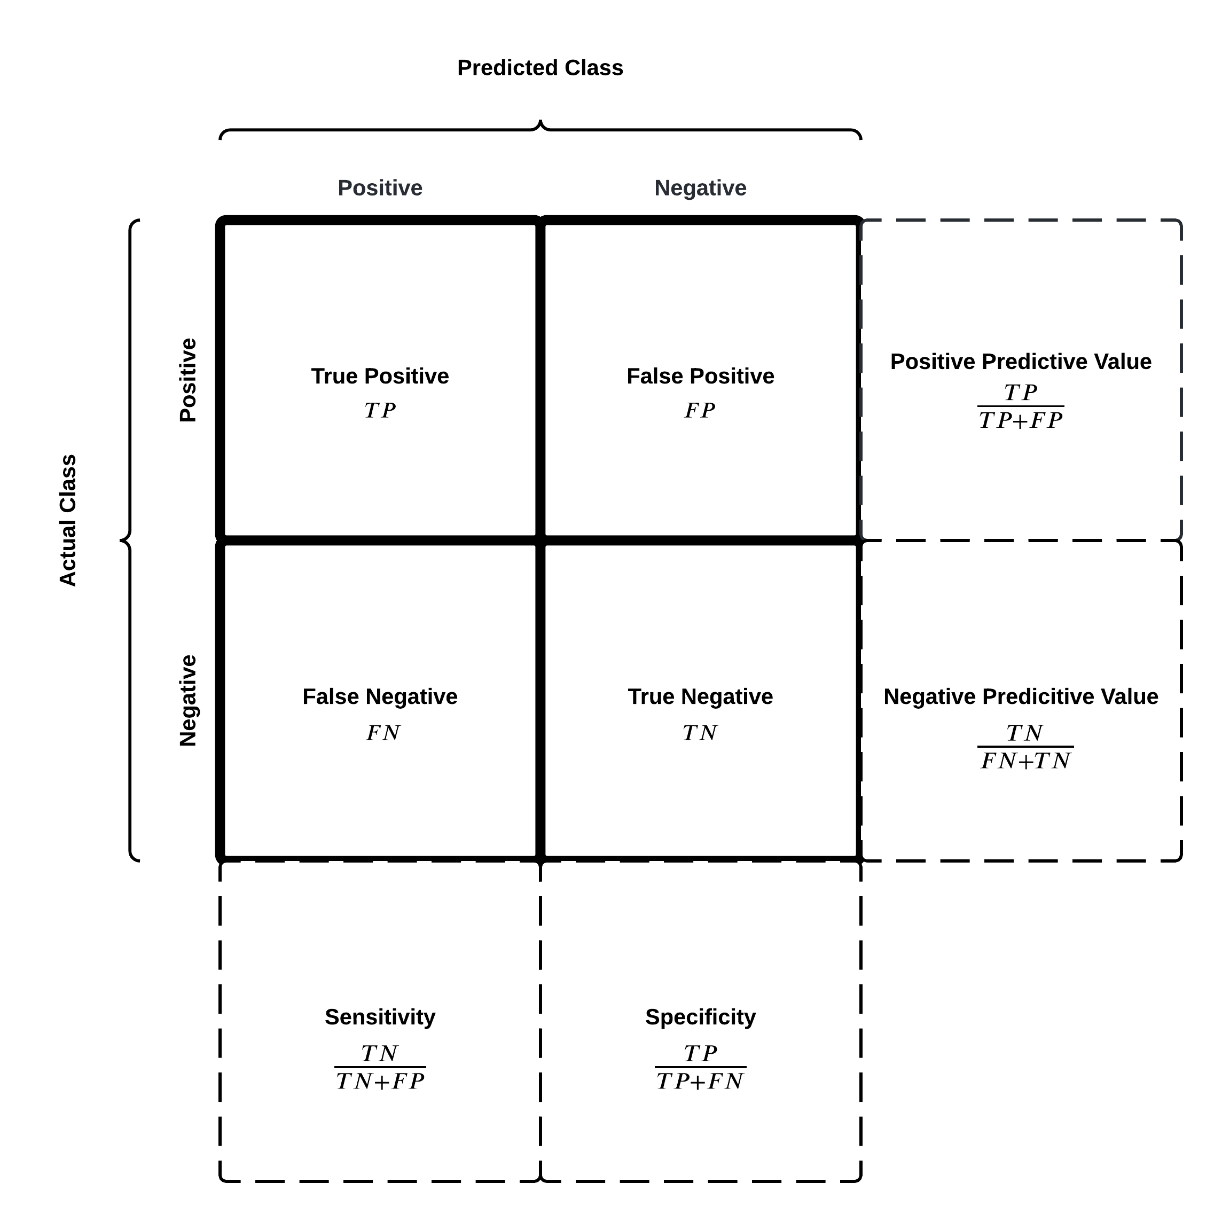 Predicted Class
Positive
Negative
Actual Class
Positive
True Positive
TP
False Positive
FP
Positive Predictive Value
TP
TP+FP
Negative
False Negative
FN
True Negative
TN
Negative Predicitive Value
TN
FN+TN
Sensitivity
TN
TN+FP
Specificity
TP
TP+FN